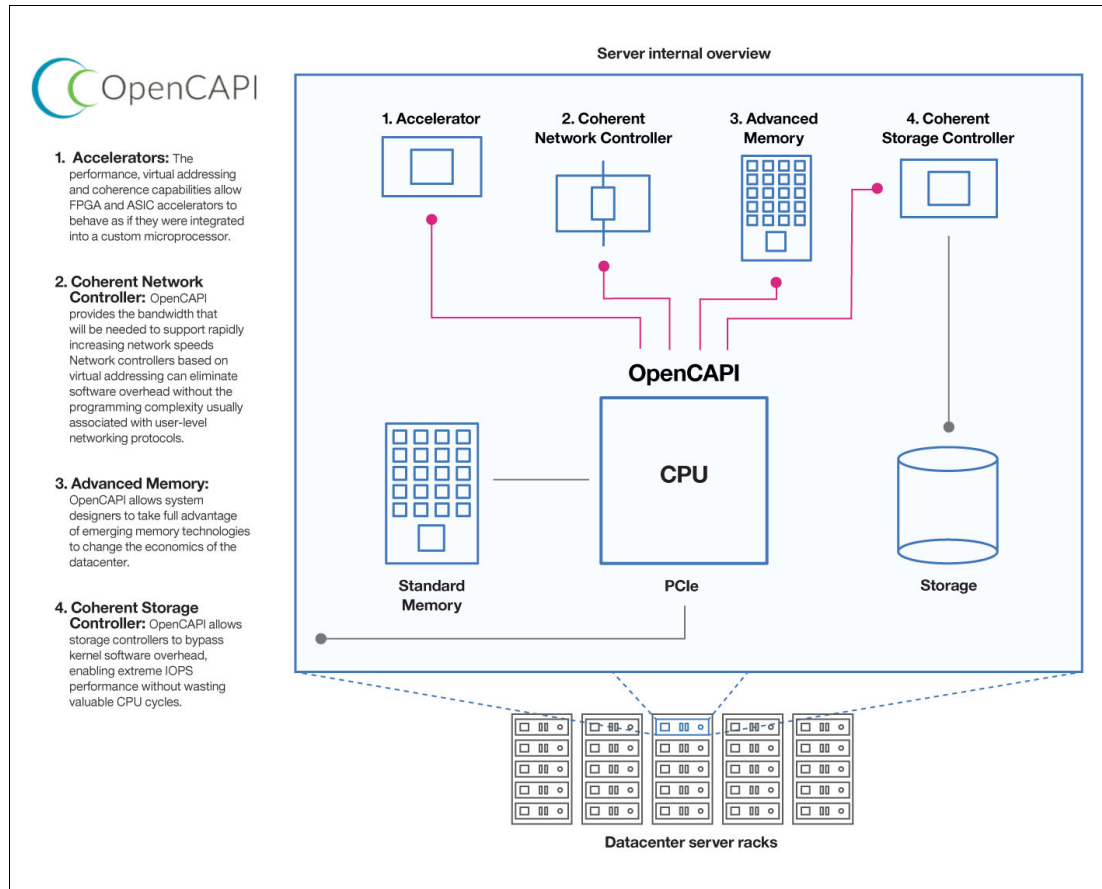 OpenCAPI
1. Accelerators: The
performance, virtual addressing
and coherence capabilities allow
FPGA and ASIC accelerators to
behave as if they were integrated
into a custom microprocessor.
2. Coherent Network
Controller: OpenCAPI
provides the bandwidth that
will be needed to support rapidly
increasing network speeds
Network controllers based on
virtual addressing can eliminate
software overhead without the
programming complexity usually
associated with user-level
networking protocols.
3. Advanced Memory:
OpenCAPI allows system
designers to take full advantage
of emerging memory technologies
to change the economics of the
datacenter.
4. Coherent Storage
Controller: OpenCAPI allows
storage controllers to bypass
kernel software overhead,
enabling extreme IOPS
performance without wasting
valuable CPU cycles.
Server internal overview
1. Accelerator
2. Coherent
Network Controller
3. Advanced
Memory
4. Coherent
Storage Controller
OpenCAPI
CPU
Standard
Memory
PCIe
Storage
Datacenter server racks